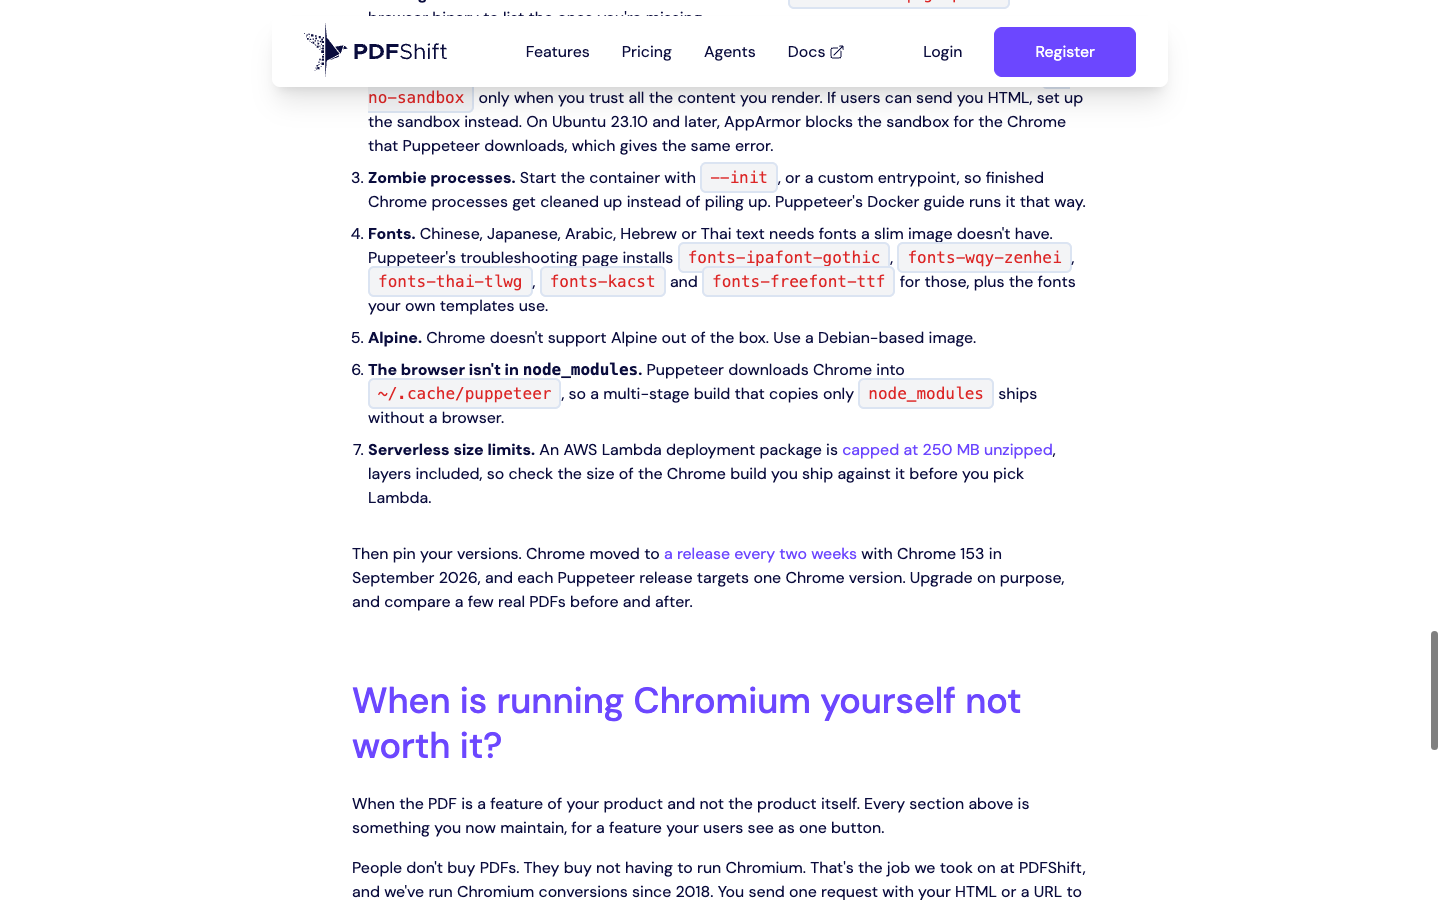 PDFShift
Features
Pricing
Agents
Docs
Login
Register
no-sandbox only when you trust all the content you render. If users can send you HTML, set up
the sandbox instead. On Ubuntu 23.10 and later, AppArmor blocks the sandbox for the Chrome
that Puppeteer downloads, which gives the same error.
3. Zombie processes. Start the container with --init, or a custom entrypoint, so finished
Chrome processes get cleaned up instead of piling up. Puppeteer's Docker guide runs it that way.
4. Fonts. Chinese, Japanese, Arabic, Hebrew or Thai text needs fonts a slim image doesn't have.
Puppeteer's troubleshooting page installs fonts-ipafont-gothic, fonts-wqy-zenhei,
fonts-thai-tlwg, fonts-kacst and fonts-freefont-ttf for those, plus the fonts
your own templates use.
5. Alpine. Chrome doesn't support Alpine out of the box. Use a Debian-based image.
6. The browser isn't in node_modules. Puppeteer downloads Chrome into
~/.cache/puppeteer, so a multi-stage build that copies only node_modules ships
without a browser.
7. Serverless size limits. An AWS Lambda deployment package is capped at 250 MB unzipped,
layers included, so check the size of the Chrome build you ship against it before you pick
Lambda.
Then pin your versions. Chrome moved to a release every two weeks with Chrome 153 in
September 2026, and each Puppeteer release targets one Chrome version. Upgrade on purpose,
and compare a few real PDFs before and after.
When is running Chromium yourself not
worth it?
When the PDF is a feature of your product and not the product itself. Every section above is
something you now maintain, for a feature your users see as one button.
People don't buy PDFs. They buy not having to run Chromium. That's the job we took on at PDFShift,
and we've run Chromium conversions since 2018. You send one request with your HTML or a URL to